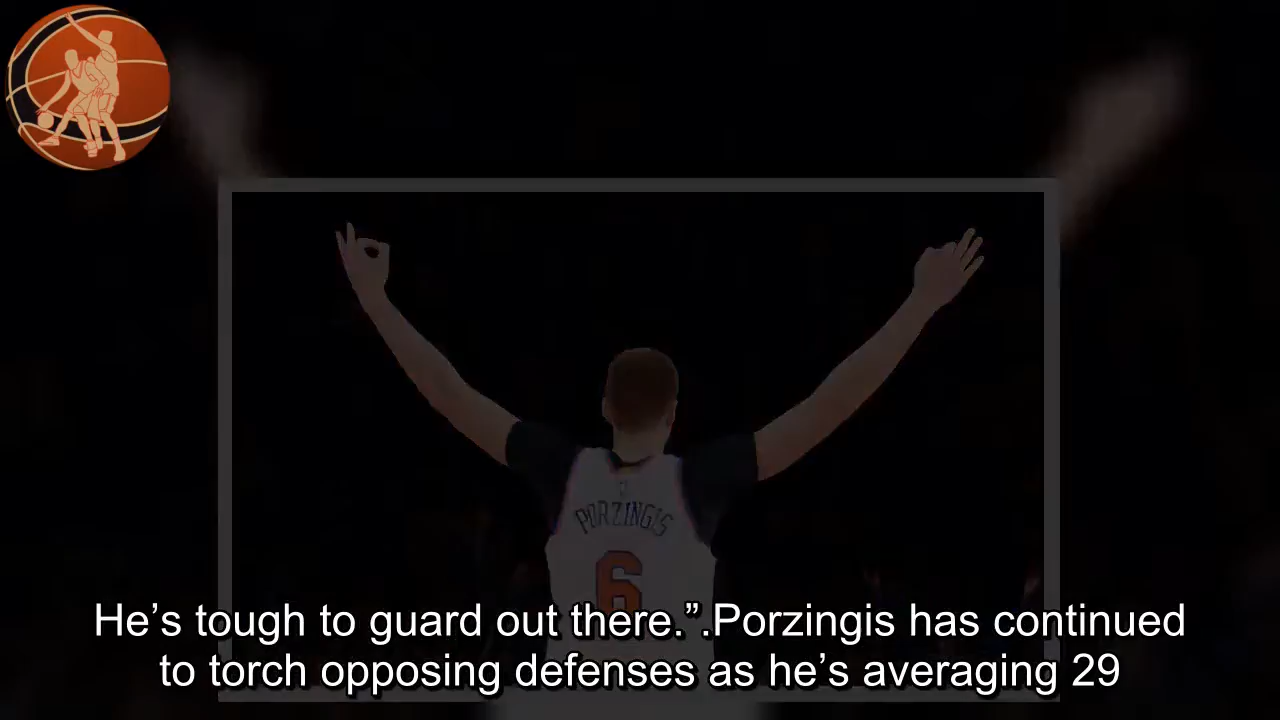 PORZINGIS
6
He’s tough to guard out there.”.Porzingis has continued
to torch opposing defenses as he’s averaging 29